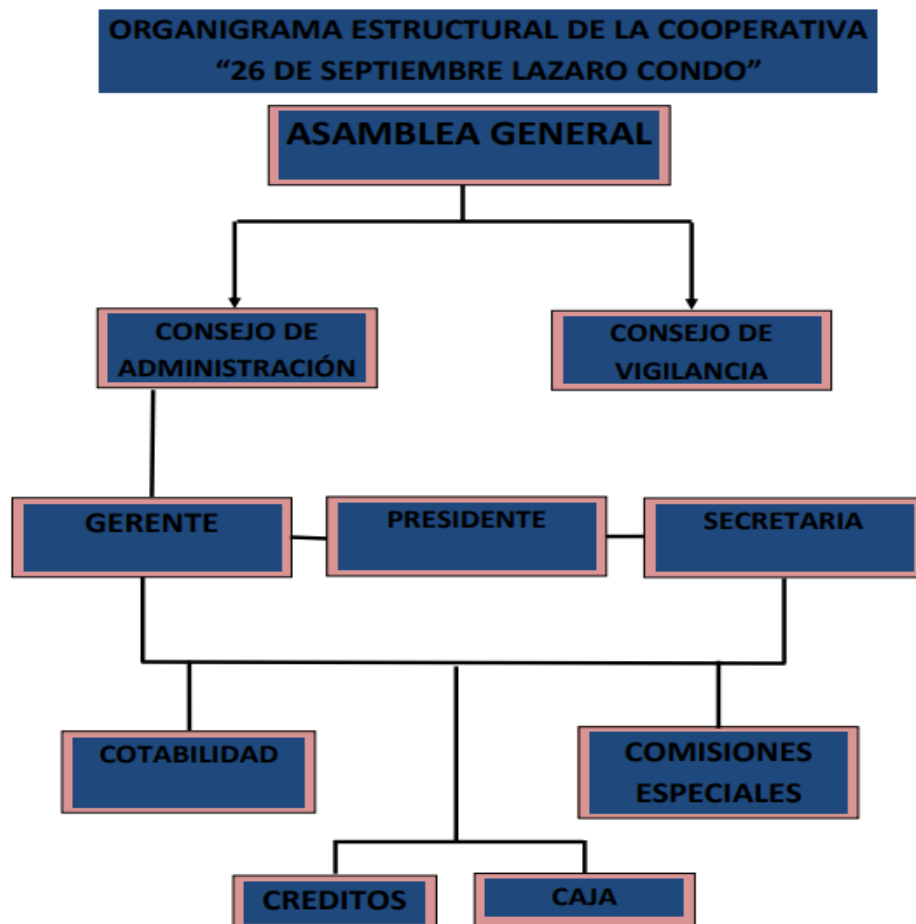 ORGANIGRAMA ESTRUCTURAL DE LA COOPERATIVA
“26 DE SEPTIEMBRE LAZARO CONDO”
ASAMBLEA GENERAL
CONSEJO DE
ADMINISTRACIÓN
CONSEJO DE
VIGILANCIA
GERENTE
PRESIDENTE
SECRETARIA
COTABILIDAD
COMISIONES
ESPECIALES
CREDITOS
CAJA